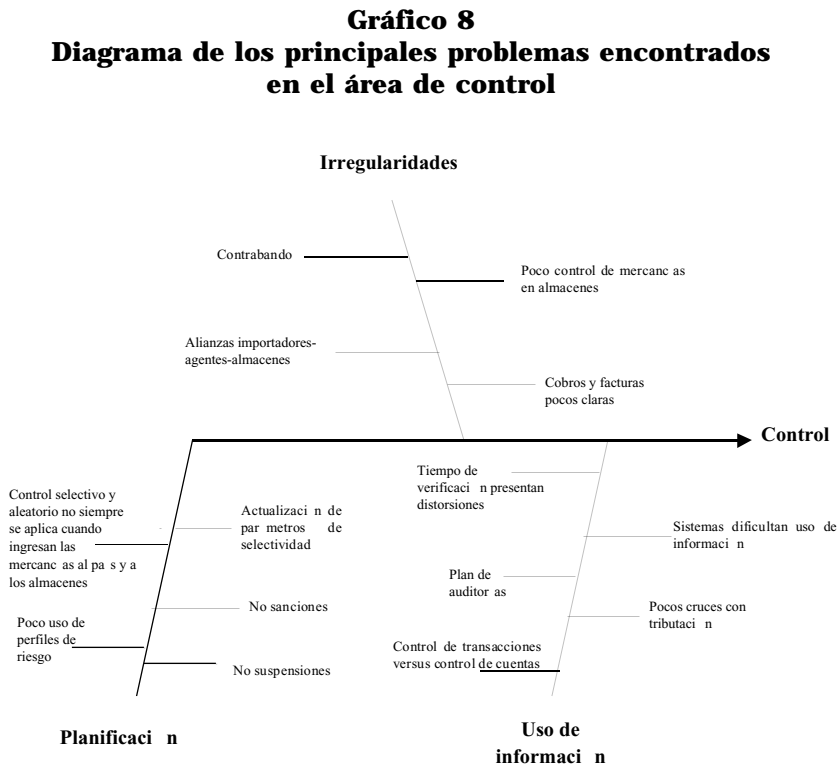 Gráfico 8
Diagrama de los principales problemas encontrados
en el área de control
Irregularidades
Contrabando
Poco control de mercanc as
en almacenes
Alianzas importadores-
agentes-almacenes
Cobros y facturas
pocos claras
Control
Control selectivo y
aleatorio no siempre
se aplica cuando
ingresan las
mercanc as al pa s y a
los almacenes
Actualizaci n de
par metros de
selectividad
Poco uso de
perfiles de
riesgo
No sanciones
No suspensiones
Planificaci n
Tiempo de
verificaci n presentan
distorsiones
Sistemas dificultan uso de
informaci n
Plan de
auditor as
Pocos cruces con
tributaci n
Control de transacciones
versus control de cuentas
Uso de
informaci n